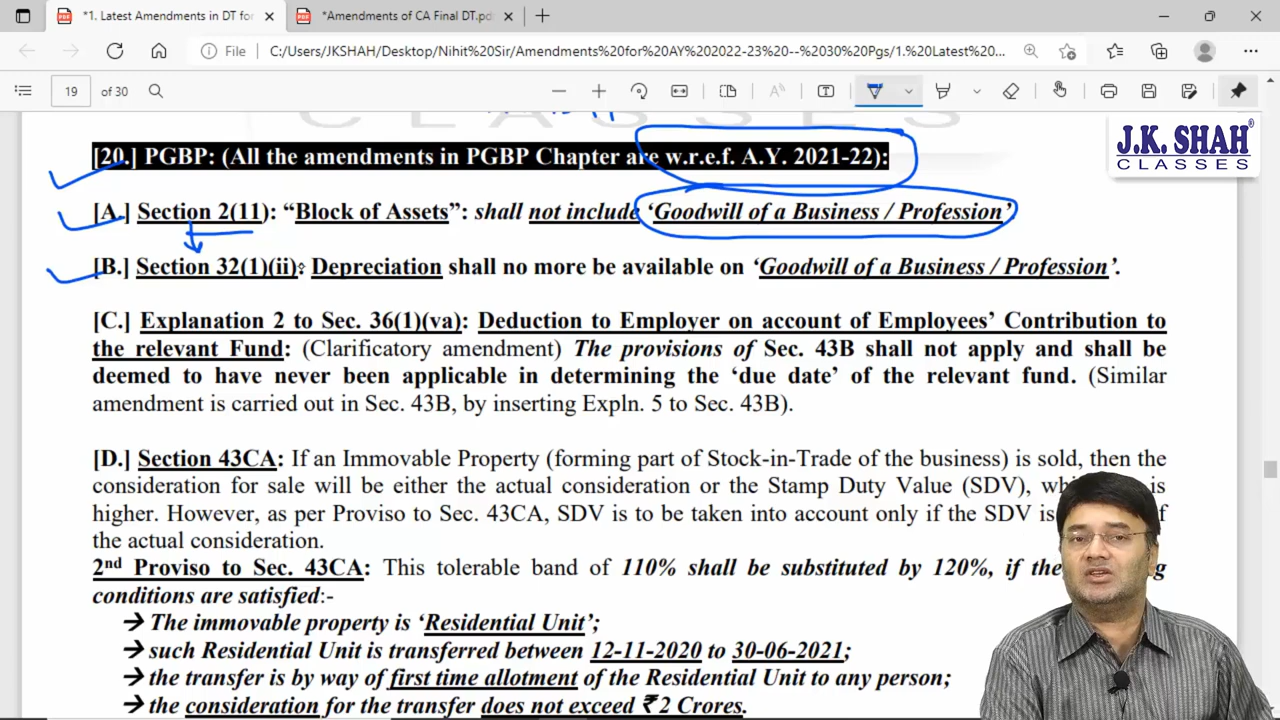 *1. Latest Amendments in DT for
*Amendments of CA Final DT.pd
File
C:/Users/JKSHAH/Desktop/Nihit%20Sir/Amendments%20for%20AY%202022-23%20--%2030%20Pgs/1.%20Latest%20...
19 of 30
CLASSES
J.K. SHAH®
CLASSES
[20.] PGBP: (All the amendments in PGBP Chapter are w.r.e.f. A.Y. 2021-22):
[A.] Section 2(11): “Block of Assets”: shall not include ‘Goodwill of a Business / Profession’.
[B.] Section 32(1)(ii): Depreciation shall no more be available on ‘Goodwill of a Business / Profession’.
[C.] Explanation 2 to Sec. 36(1)(va): Deduction to Employer on account of Employees’ Contribution to
the relevant Fund: (Clarificatory amendment) The provisions of Sec. 43B shall not apply and shall be
deemed to have never been applicable in determining the ‘due date’ of the relevant fund. (Similar
amendment is carried out in Sec. 43B, by inserting Expln. 5 to Sec. 43B).
[D.] Section 43CA: If an Immovable Property (forming part of Stock-in-Trade of the business) is sold, then the
consideration for sale will be either the actual consideration or the Stamp Duty Value (SDV), is
higher. However, as per Proviso to Sec. 43CA, SDV is to be taken into account only if the SDV is
the actual consideration.
2nd Proviso to Sec. 43CA: This tolerable band of 110% shall be substituted by 120%, if the
conditions are satisfied:-
→ The immovable property is ‘Residential Unit’;
→ such Residential Unit is transferred between 12-11-2020 to 30-06-2021;
→ the transfer is by way of first time allotment of the Residential Unit to any person;
→ the consideration for the transfer does not exceed ₹ 2 Crores.